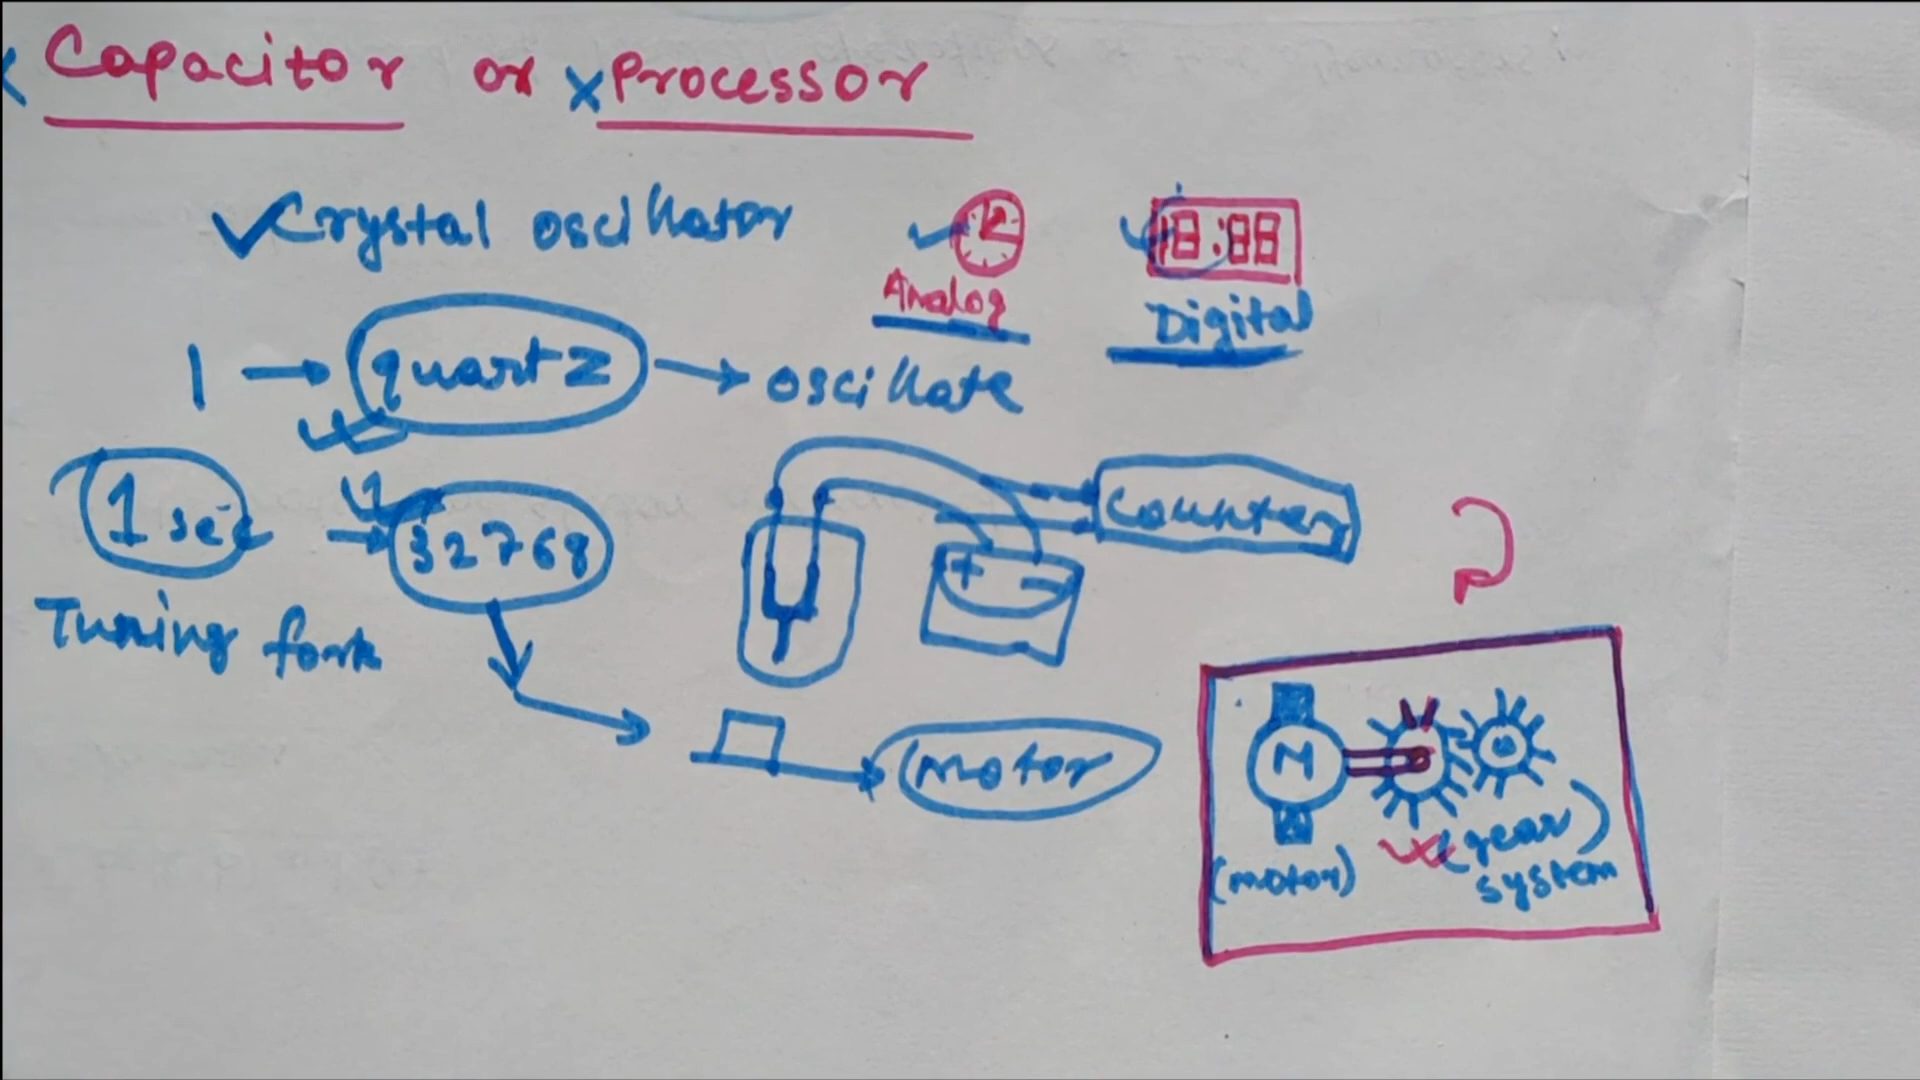 x Capacitor or x Processor
✓ Crystal oscillator
Analog
18:88
Digital
1 → quartz → oscillate
1 sec → 32768
Counter
+ -
Tuning fork
motor
M
(motor)
(gear)
system